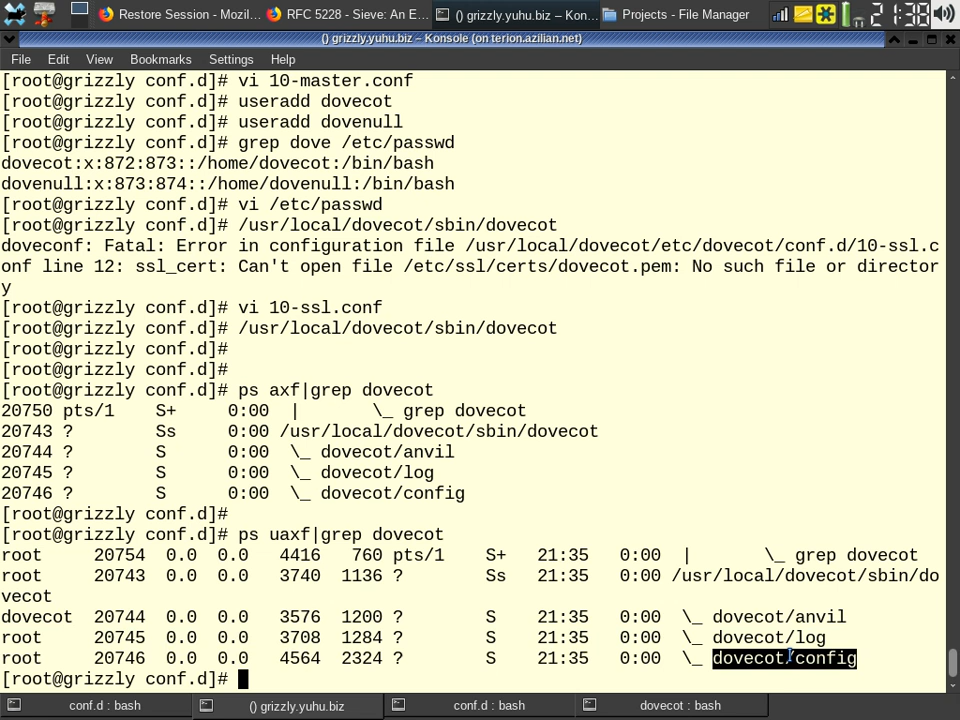 Restore Session - Mozil...
RFC 5228 - Sieve: An E...
() grizzly.yuhu.biz – Kon...
Projects - File Manager
21:38
() grizzly.yuhu.biz – Konsole (on terion.azilian.net)
File Edit View Bookmarks Settings Help
[root@grizzly conf.d]# vi 10-master.conf
[root@grizzly conf.d]# useradd dovecot
[root@grizzly conf.d]# useradd dovenull
[root@grizzly conf.d]# grep dove /etc/passwd
dovecot:x:872:873::/home/dovecot:/bin/bash
dovenull:x:873:874::/home/dovenull:/bin/bash
[root@grizzly conf.d]# vi /etc/passwd
[root@grizzly conf.d]# /usr/local/dovecot/sbin/dovecot
doveconf: Fatal: Error in configuration file /usr/local/dovecot/etc/dovecot/conf.d/10-ssl.c
onf line 12: ssl_cert: Can't open file /etc/ssl/certs/dovecot.pem: No such file or director
y
[root@grizzly conf.d]# vi 10-ssl.conf
[root@grizzly conf.d]# /usr/local/dovecot/sbin/dovecot
[root@grizzly conf.d]#
[root@grizzly conf.d]#
[root@grizzly conf.d]# ps axf|grep dovecot
20750 pts/1    S+     0:00  |       \_ grep dovecot
20743 ?        Ss     0:00 /usr/local/dovecot/sbin/dovecot
20744 ?        S      0:00  \_ dovecot/anvil
20745 ?        S      0:00  \_ dovecot/log
20746 ?        S      0:00  \_ dovecot/config
[root@grizzly conf.d]#
[root@grizzly conf.d]# ps uaxf|grep dovecot
root     20754  0.0  0.0   4416   760 pts/1    S+   21:35   0:00  |       \_ grep dovecot
root     20743  0.0  0.0   3740  1136 ?        Ss   21:35   0:00 /usr/local/dovecot/sbin/do
vecot
dovecot  20744  0.0  0.0   3576  1200 ?        S    21:35   0:00  \_ dovecot/anvil
root     20745  0.0  0.0   3708  1284 ?        S    21:35   0:00  \_ dovecot/log
root     20746  0.0  0.0   4564  2324 ?        S    21:35   0:00  \_ dovecot/config
[root@grizzly conf.d]#
conf.d : bash
() grizzly.yuhu.biz
conf.d : bash
dovecot : bash